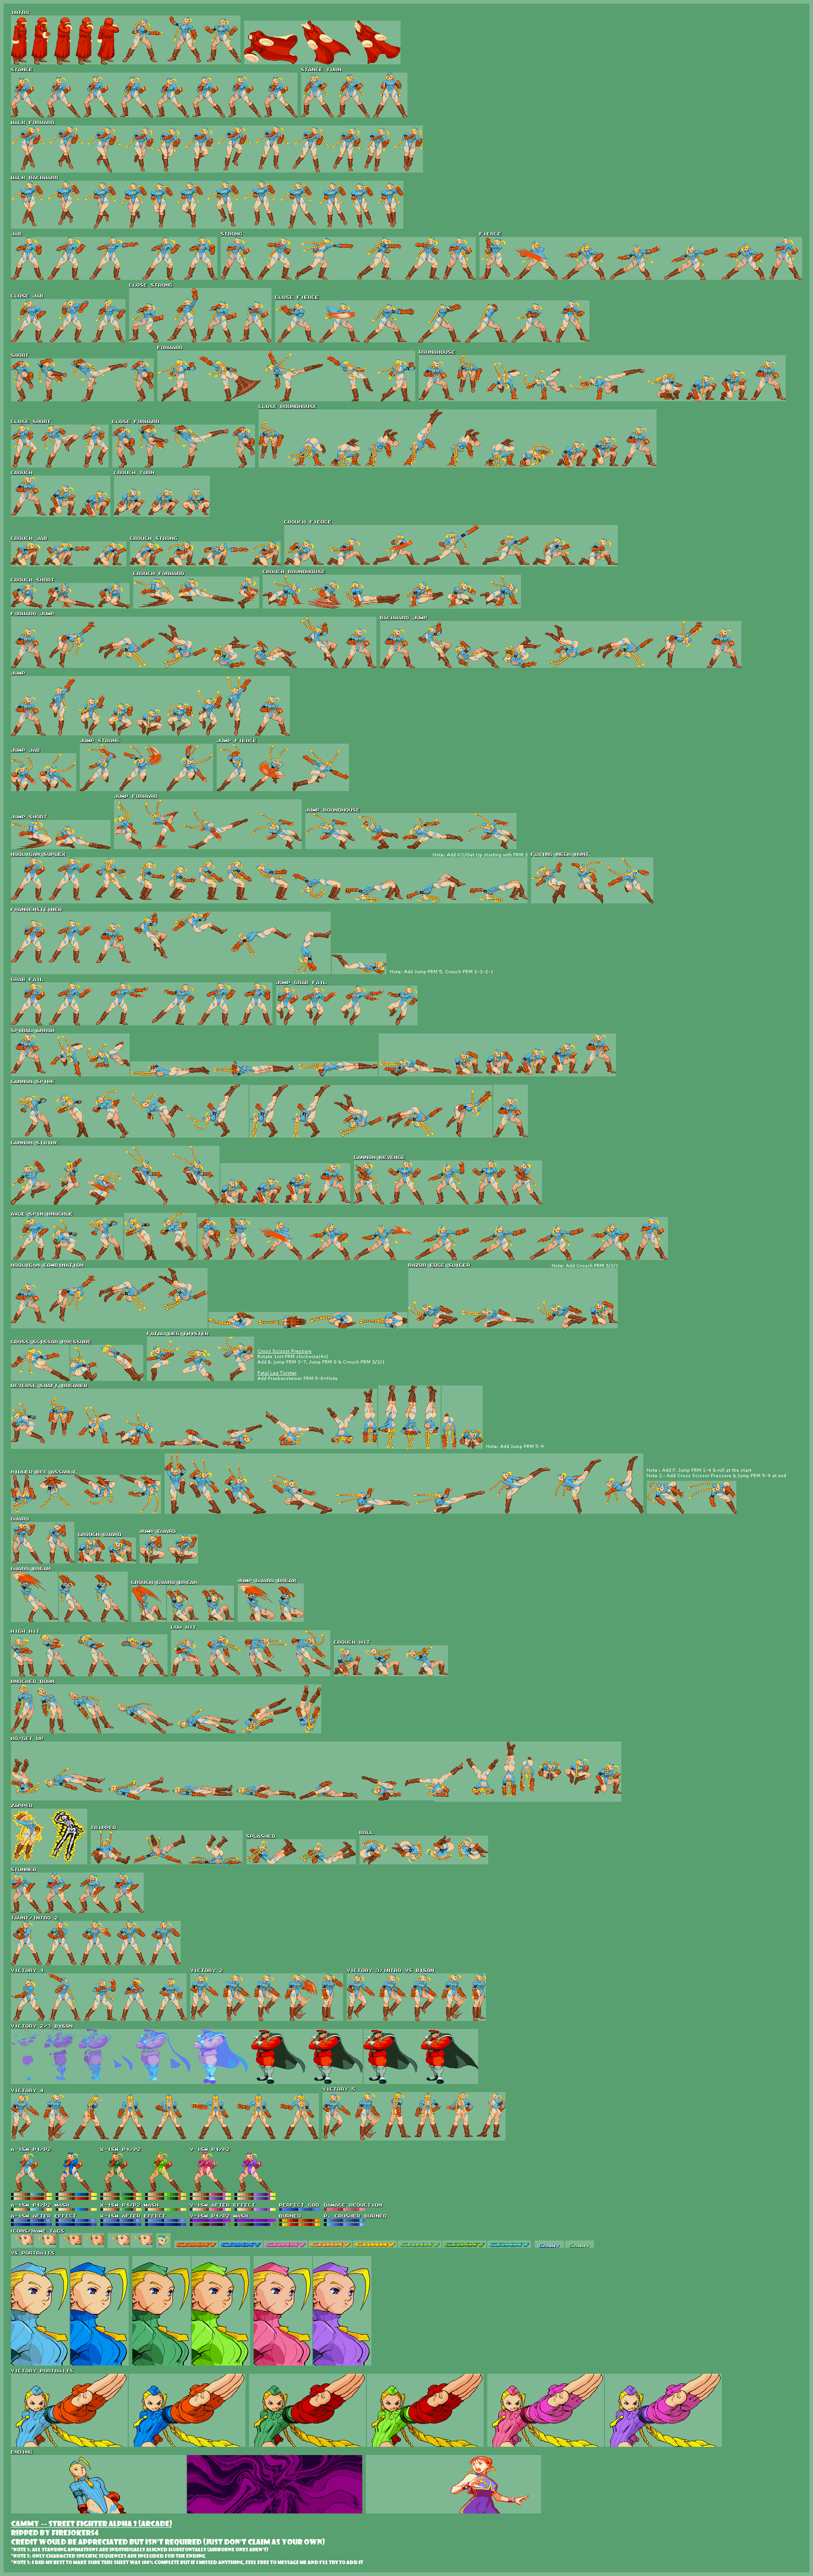 INTRO
STANCE
STANCE TURN
WALK FORWARD
WALK BACKWARD
JAB
STRONG
FIERCE
CLOSE JAB
CLOSE STRONG
CLOSE FIERCE
SHORT
FORWARD
ROUNDHOUSE
CLOSE SHORT
CLOSE FORWARD
CLOSE ROUNDHOUSE
CROUCH
CROUCH TURN
CROUCH JAB
CROUCH STRONG
CROUCH FIERCE
CROUCH SHORT
CROUCH FORWARD
CROUCH ROUNDHOUSE
FORWARD JUMP
BACKWARD JUMP
JUMP
JUMP JAB
JUMP STRONG
JUMP FIERCE
JUMP SHORT
JUMP FORWARD
JUMP ROUNDHOUSE
HOOLIGAN SUPLEX
Note: Add KO/Get Up starting with FRM 3
FLYING NECK HUNT
FRANKENSTEINER
Note: Add Jump FRM 5, Crouch FRM 2-3-2-1
GRAB FAIL
JUMP GRAB FAIL
SPIRAL ARROW
CANNON SPIKE
CANNON STRIKE
CANNON REVENGE
AXLE SPIN KNUCKLE
HOOLIGAN COMBINATION
RAZOR EDGE SLICER
Note: Add Crouch FRM 3/2/1
CROSS SCISSOR PRESSURE
FATAL LEG TWISTER
Cross Scissor Pressure
Rotate 1rst FRM clockwise(4x)
Add B. Jump FRM 3-7, Jump FRM 8 & Crouch FRM 3/2/1
Fatal Leg Twister
Add Frankensteiner FRM 5-8+Note
REVERSE SHAFT BREAKER
Note: Add Jump FRM 5-9
KILLER BEE ASSAULT
Note : Add F. Jump FRM 1-4 & roll at the start
Note 2 : Add Cross Scissor Pressure & Jump FRM 5-9 at end
GUARD
CROUCH GUARD
JUMP GUARD
GUARD BREAK
CROUCH GUARD BREAK
JUMP GUARD BREAK
HIGH HIT
LOW HIT
CROUCH HIT
KNOCKED DOWN
KO/GET UP
ZAPPED
TRIPPED
SPLASHED
ROLL
STUNNED
TAUNT/INTRO 2
VICTORY 1
VICTORY 2
VICTORY 3/INTRO VS BISON
VICTORY 2/3 BISON
VICTORY 4
VICTORY 5
A-ISM P1/P2
X-ISM P1/P2
V-ISM P1/P2
A-ISM P1/P2 WASH
X-ISM P1/P2 WASH
V-ISM AFTER EFFECT
PERFECT GRD
DAMAGE REDUCTION
A-ISM AFTER EFFECT
X-ISM AFTER EFFECT
V-ISM P1/P2 WASH
BURNED
P. CRUSHER BURNED
ICONS/NAME TAGS
CAMMY CAMMY CAMMY CAMMY CAMMY CAMMY CAMMY CAMMY CAMMY CAMMY
VS PORTRAITS
VICTORY PORTRAITS
ENDING
CAMMY -- STREET FIGHTER ALPHA 3 (ARCADE)
RIPPED BY FIREJOKER54
CREDIT WOULD BE APPRECIATED BUT ISN'T REQUIRED (JUST DON'T CLAIM AS YOUR OWN)
*NOTE 1: ALL STANDING ANIMATIONS ARE INDIVIDUALLY ALIGNED HORIZONTALLY (AIRBORNE ONES AREN'T)
*NOTE 2: ONLY CHARACTER SPECIFIC SEQUENCES ARE INCLUDED FOR THE ENDING
*NOTE 3: I DID MY BEST TO MAKE SURE THIS SHEET WAS 100% COMPLETE BUT IF I MISSED ANYTHING, FEEL FREE TO MESSAGE ME AND I'LL TRY TO ADD IT